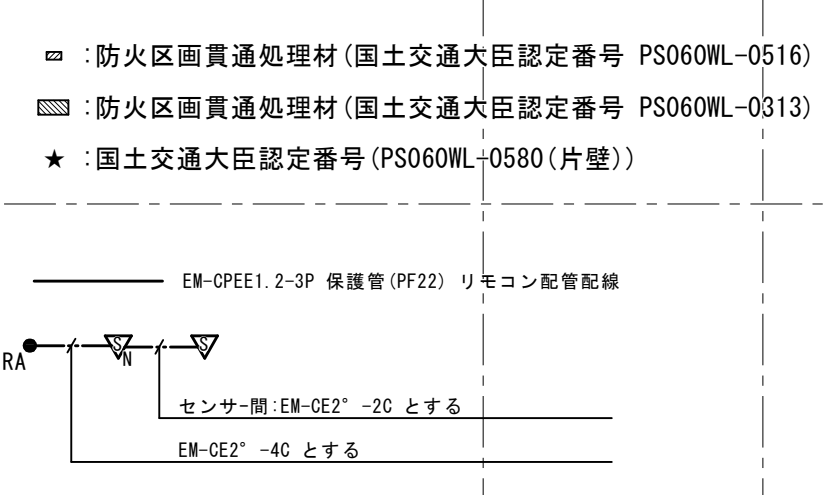 :防火区画貫通処理材(国土交通大臣認定番号 PS060WL-0516)
:防火区画貫通処理材(国土交通大臣認定番号 PS060WL-0313)
★ :国土交通大臣認定番号(PS060WL-0580(片壁))
EM-CPEE1.2-3P 保護管(PF22) リモコン配管配線
RA S N S
センサｰ間:EM-CE2°-2C とする
EM-CE2°-4C とする